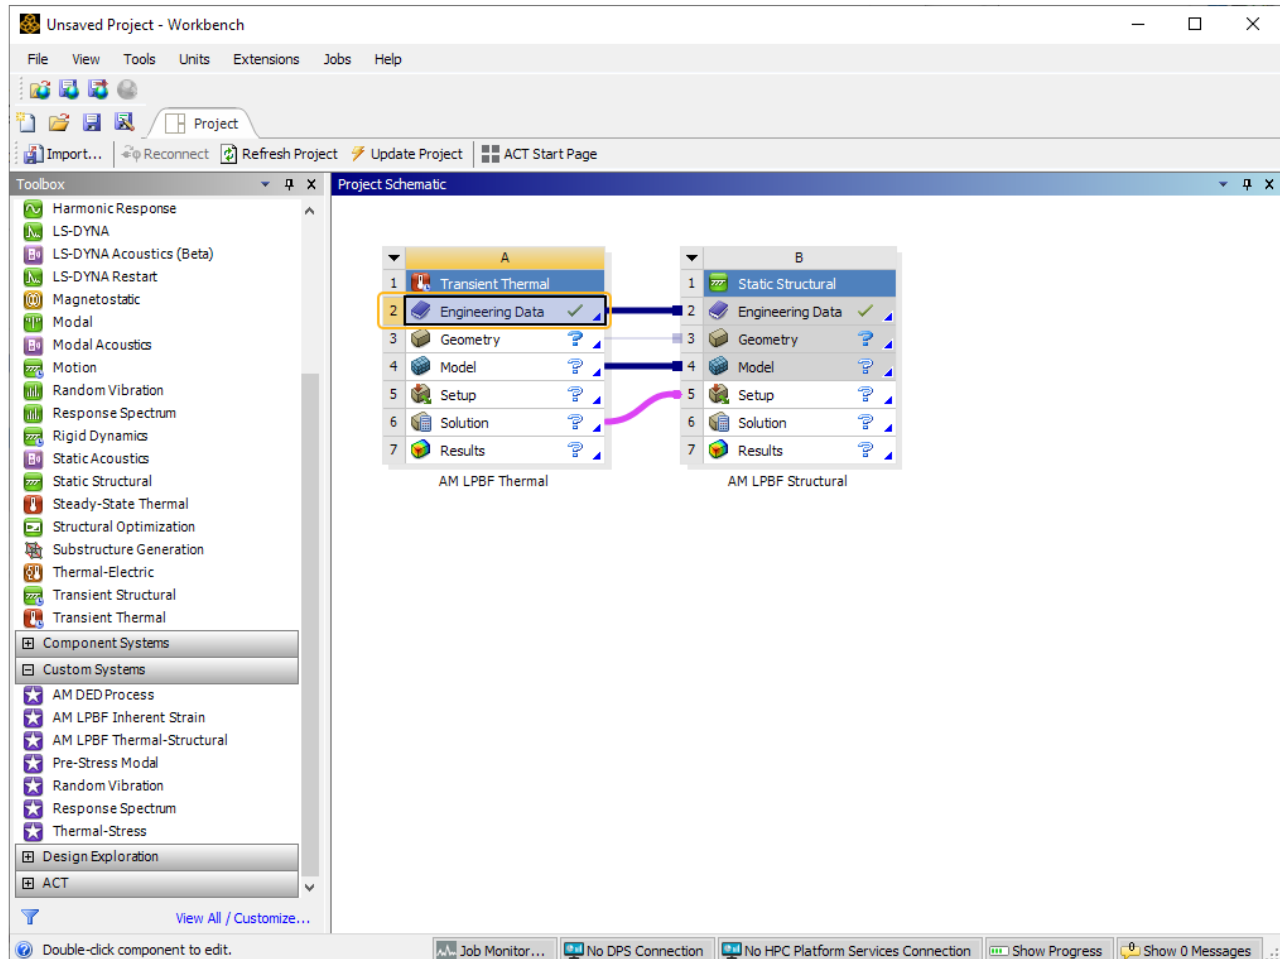 Unsaved Project - Workbench
File View Tools Units Extensions Jobs Help
Project
Import... Reconnect Refresh Project Update Project ACT Start Page
Toolbox
Harmonic Response
LS-DYNA
LS-DYNA Acoustics (Beta)
LS-DYNA Restart
Magnetostatic
Modal
Modal Acoustics
Motion
Random Vibration
Response Spectrum
Rigid Dynamics
Static Acoustics
Static Structural
Steady-State Thermal
Structural Optimization
Substructure Generation
Thermal-Electric
Transient Structural
Transient Thermal
Component Systems
Custom Systems
AM DED Process
AM LPBF Inherent Strain
AM LPBF Thermal-Structural
Pre-Stress Modal
Random Vibration
Response Spectrum
Thermal-Stress
Design Exploration
ACT
View All / Customize...
Project Schematic
A
1 Transient Thermal
2 Engineering Data
3 Geometry ?
4 Model ?
5 Setup ?
6 Solution ?
7 Results ?
AM LPBF Thermal
B
1 Static Structural
2 Engineering Data
3 Geometry ?
4 Model ?
5 Setup ?
6 Solution ?
7 Results ?
AM LPBF Structural
Double-click component to edit. Job Monitor... No DPS Connection No HPC Platform Services Connection Show Progress Show 0 Messages